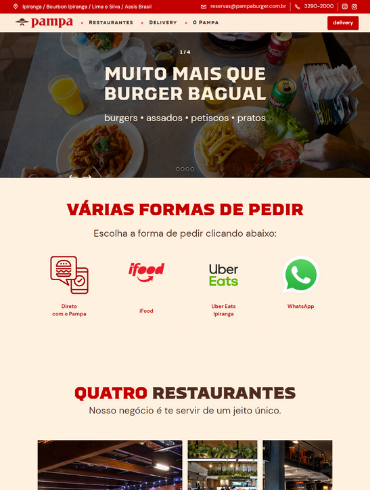 Ipiranga / Bourbon Ipiranga / Lima e Silva / Assis Brasil
reservas@pampaburger.com.br
3290-2000
pampa
Restaurantes
Delivery
O Pampa
delivery
1 / 4
MUITO MAIS QUE
BURGER BAGUAL
burgers • assados • petiscos • pratos
VÁRIAS FORMAS DE PEDIR
Escolha a forma de pedir clicando abaixo:
ifood
Uber
Eats
Direto
com o Pampa
iFood
Uber Eats
Ipiranga
WhatsApp
QUATRO RESTAURANTES
Nosso negócio é te servir de um jeito único.